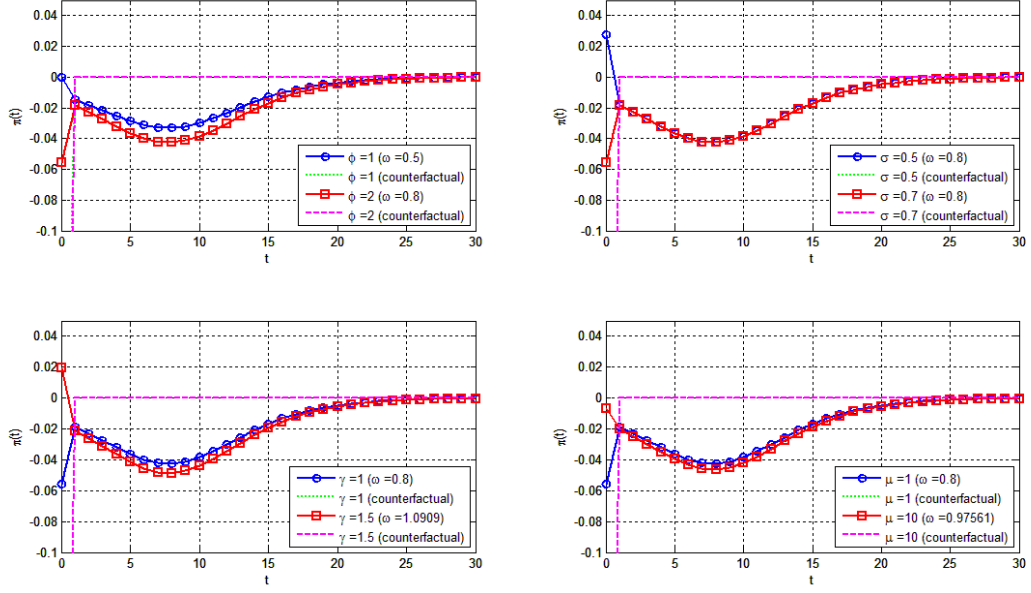 0.04
0.02
0
-0.02
-0.04
-0.06
-0.08
-0.1
π(t)
0 5 10 15 20 25 30
t
ϕ =1 (ω =0.5)
ϕ =1 (counterfactual)
ϕ =2 (ω =0.8)
ϕ =2 (counterfactual)
0.04
0.02
0
-0.02
-0.04
-0.06
-0.08
-0.1
π(t)
0 5 10 15 20 25 30
t
σ =0.5 (ω =0.8)
σ =0.5 (counterfactual)
σ =0.7 (ω =0.8)
σ =0.7 (counterfactual)
0.04
0.02
0
-0.02
-0.04
-0.06
-0.08
-0.1
π(t)
0 5 10 15 20 25 30
t
γ =1 (ω =0.8)
γ =1 (counterfactual)
γ =1.5 (ω =1.0909)
γ =1.5 (counterfactual)
0.04
0.02
0
-0.02
-0.04
-0.06
-0.08
-0.1
π(t)
0 5 10 15 20 25 30
t
μ =1 (ω =0.8)
μ =1 (counterfactual)
μ =10 (ω =0.97561)
μ =10 (counterfactual)